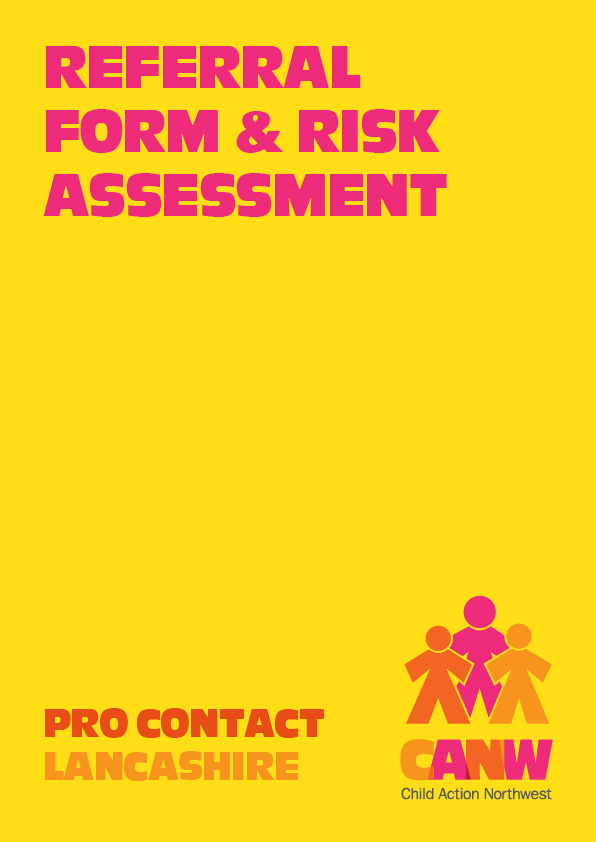 REFERRAL
FORM & RISK
ASSESSMENT
PRO CONTACT
LANCASHIRE
CANW
Child Action Northwest